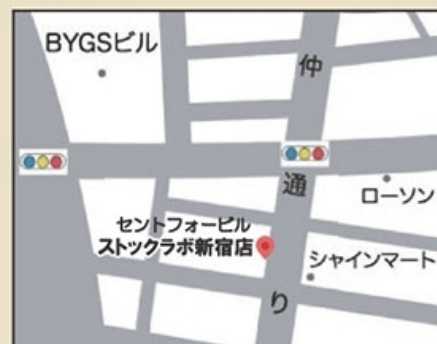 BYGSビル
仲通り
ローソン
セントフォービル
ストックラボ新宿店
シャインマート